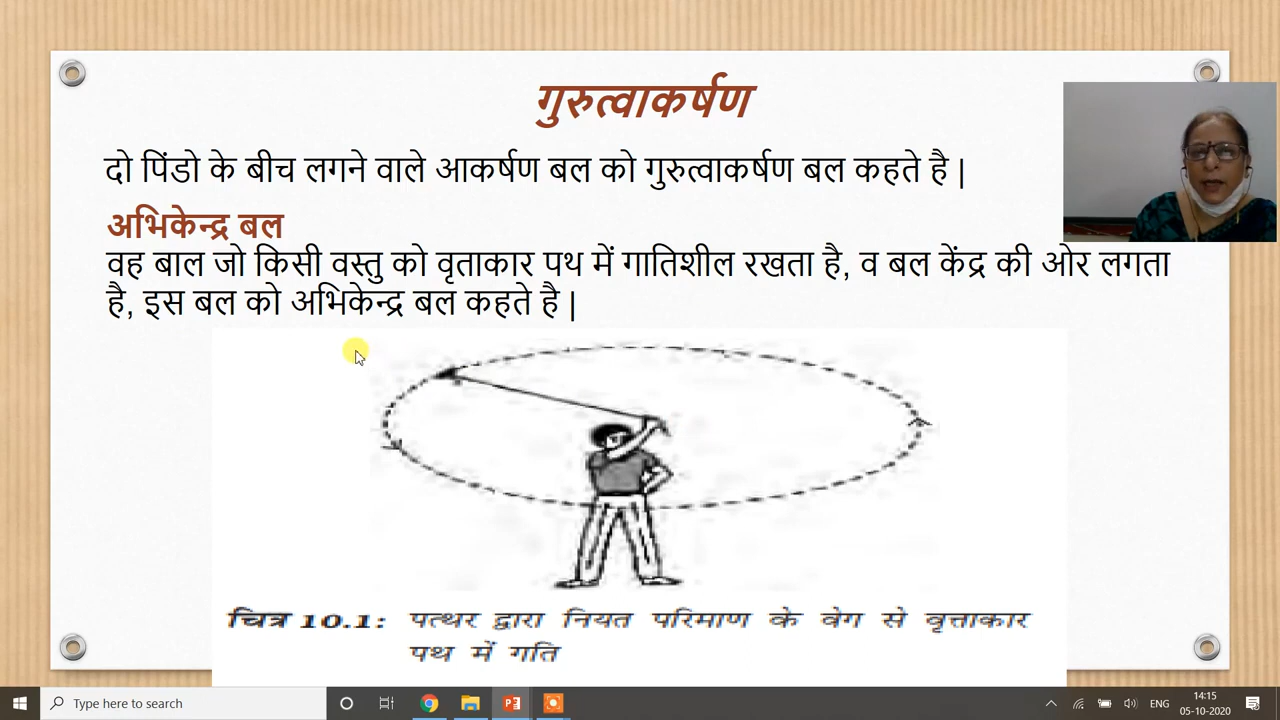 गुरुत्वाकर्षण
दो पिंडो के बीच लगने वाले आकर्षण बल को गुरुत्वाकर्षण बल कहते है |
अभिकेन्द्र बल
वह बाल जो किसी वस्तु को वृताकार पथ में गातिशील रखता है, व बल केंद्र की ओर लगता
है, इस बल को अभिकेन्द्र बल कहते है |
चित्र 10.1: पत्थर द्वारा नियत परिमाण के वेग से वृत्ताकार
पथ में गति
Type here to search
ENG
14:15
05-10-2020